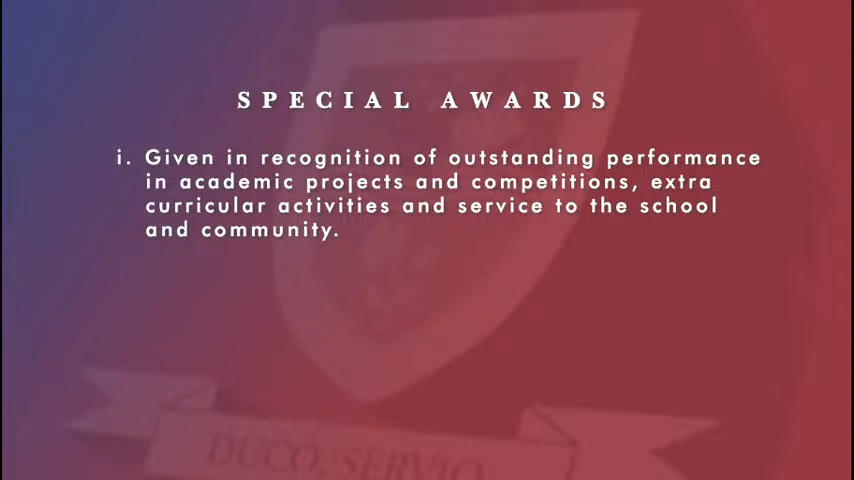 SPECIAL AWARDS
i. Given in recognition of outstanding performance
in academic projects and competitions, extra
curricular activities and service to the school
and community.
DUCO, SERVIO